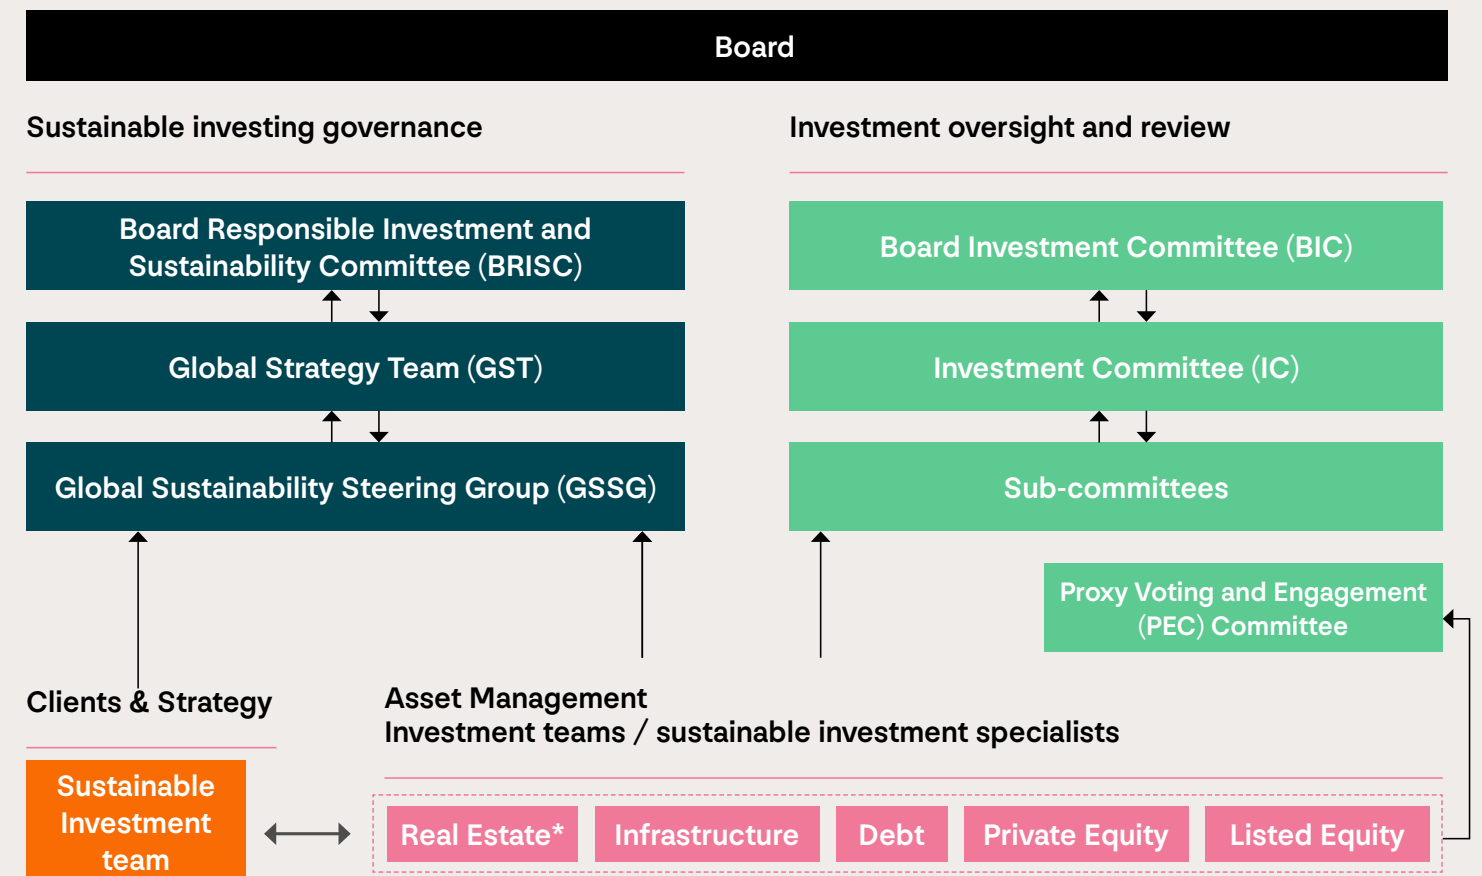 Board
Sustainable investing governance
Investment oversight and review
Board Responsible Investment and
Sustainability Committee (BRISC)
Board Investment Committee (BIC)
Global Strategy Team (GST)
Investment Committee (IC)
Global Sustainability Steering Group (GSSG)
Sub-committees
Proxy Voting and Engagement
(PEC) Committee
Clients & Strategy
Asset Management
Investment teams / sustainable investment specialists
Sustainable
Investment
team
Real Estate*
Infrastructure
Debt
Private Equity
Listed Equity